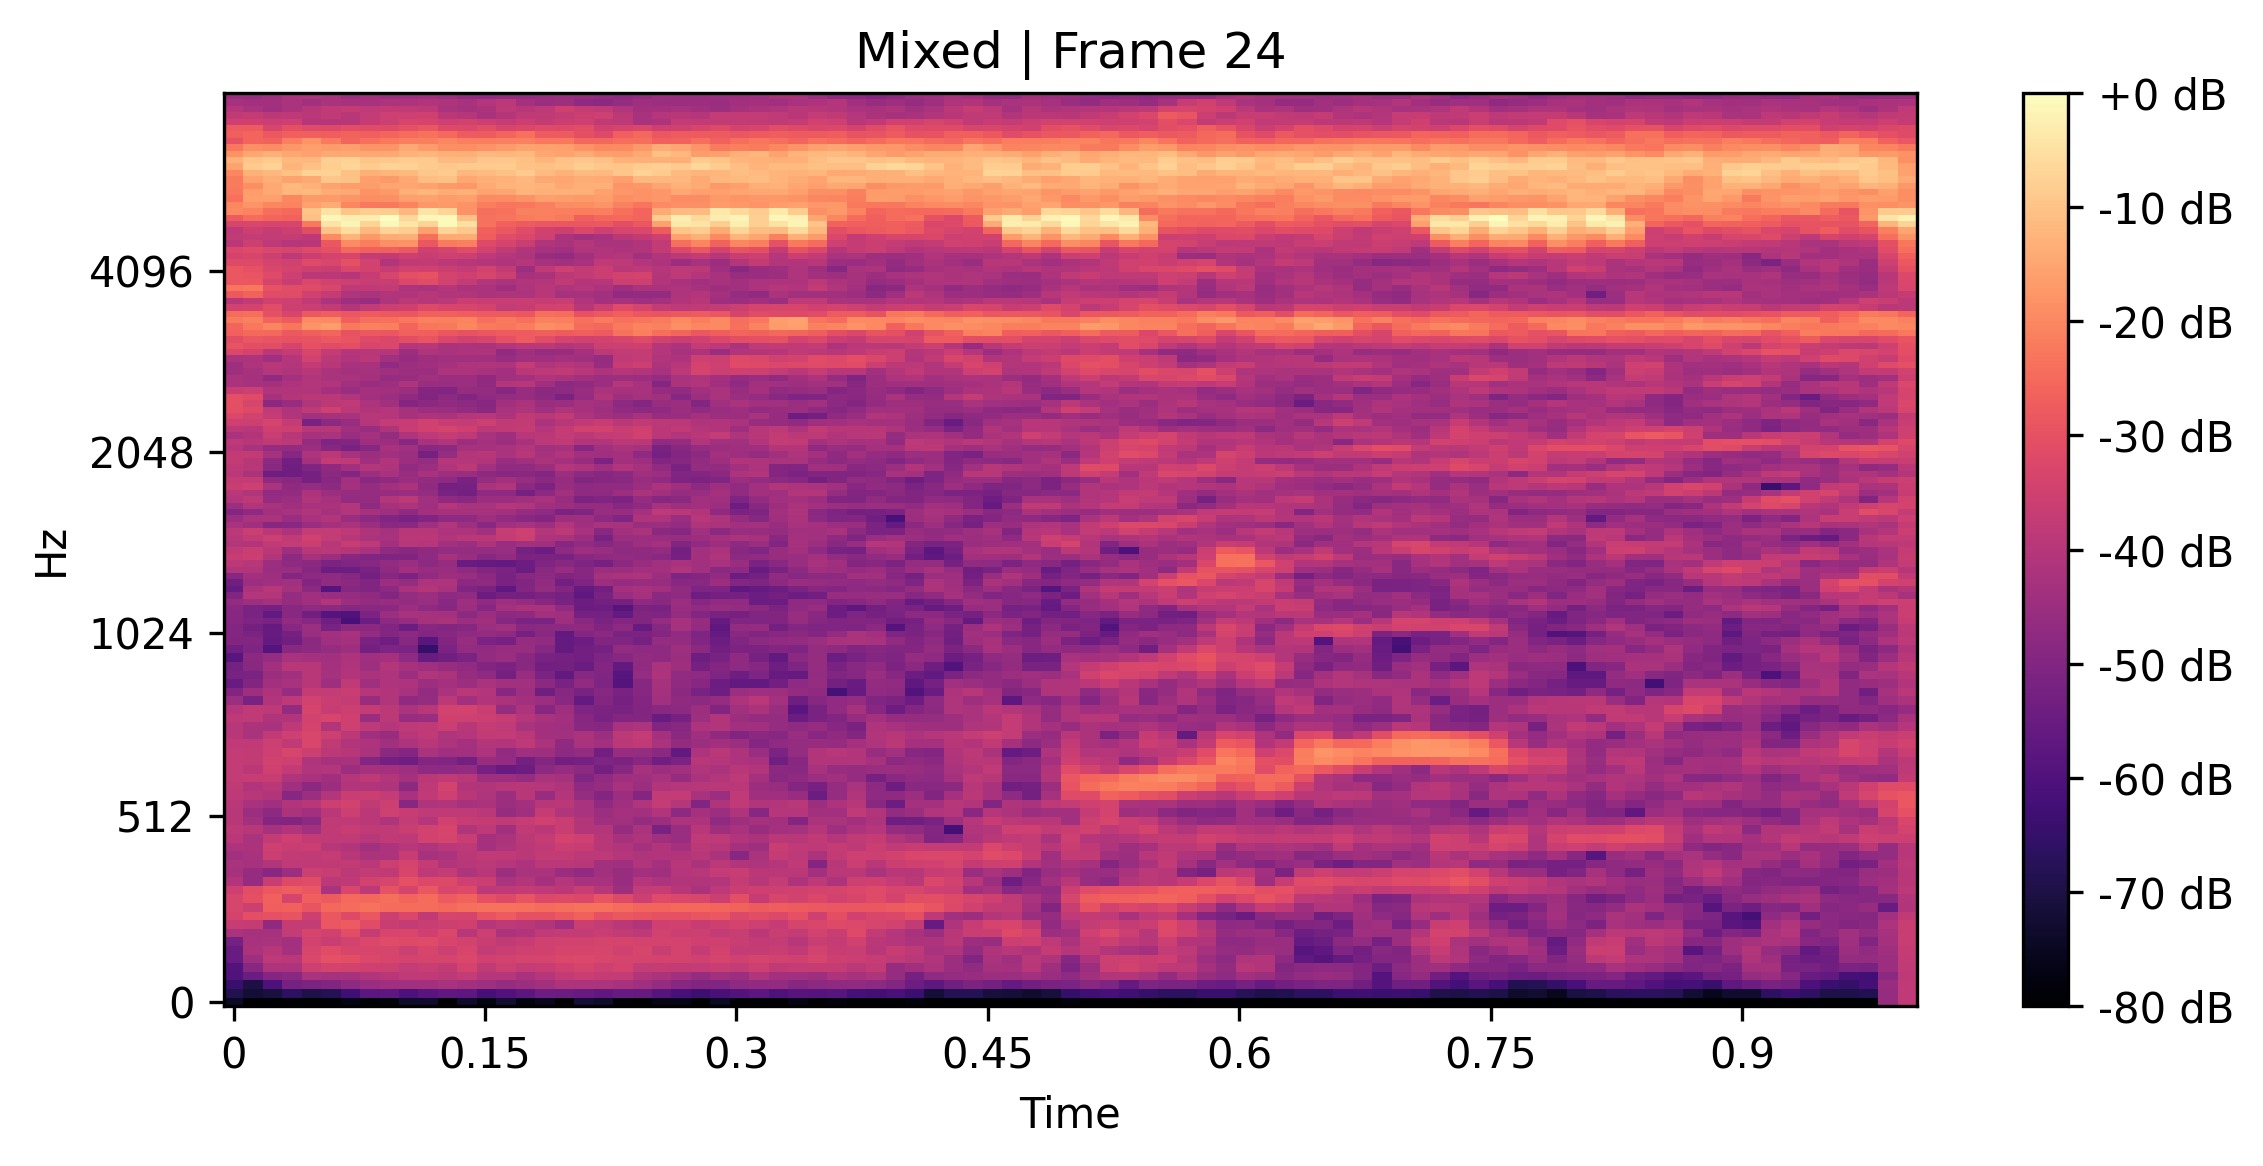 Mixed | Frame 24
+0 dB
-10 dB
-20 dB
-30 dB
-40 dB
-50 dB
-60 dB
-70 dB
-80 dB
4096
2048
1024
512
0
Hz
0 0.15 0.3 0.45 0.6 0.75 0.9
Time